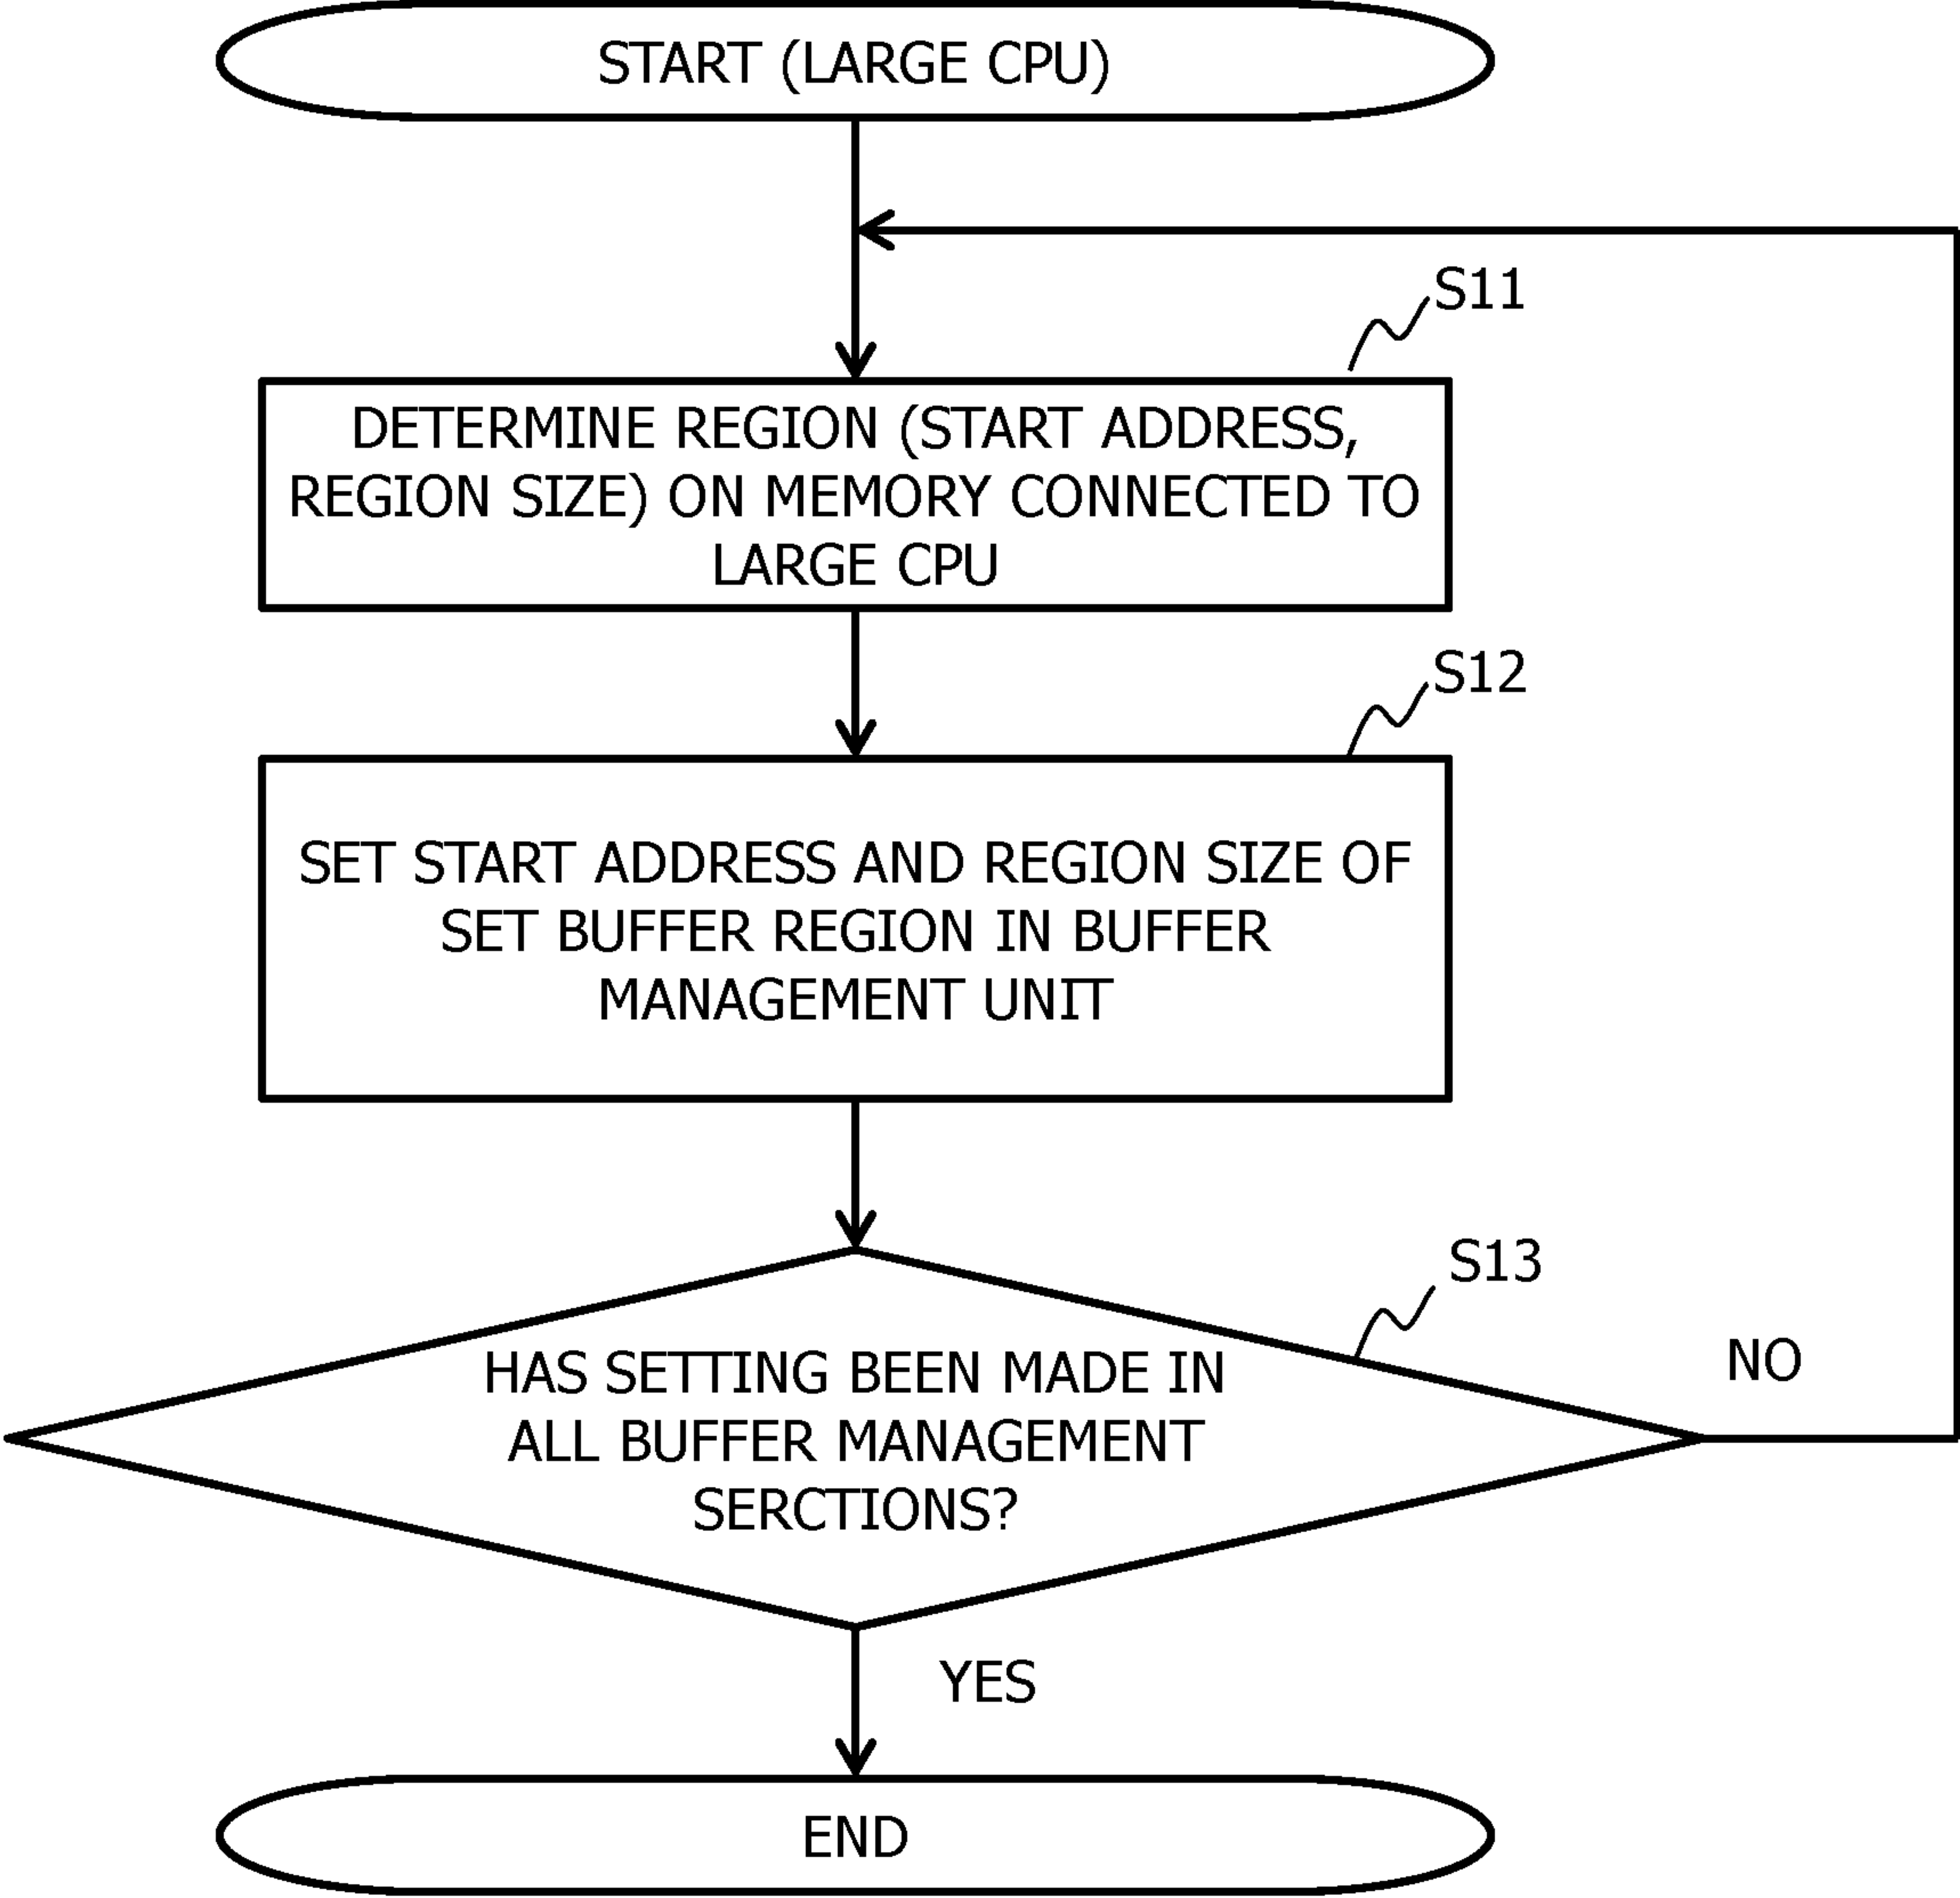 START (LARGE CPU)
S11
DETERMINE REGION (START ADDRESS,
REGION SIZE) ON MEMORY CONNECTED TO
LARGE CPU
S12
SET START ADDRESS AND REGION SIZE OF
SET BUFFER REGION IN BUFFER
MANAGEMENT UNIT
S13
HAS SETTING BEEN MADE IN
ALL BUFFER MANAGEMENT
SERCTIONS?
NO
YES
END